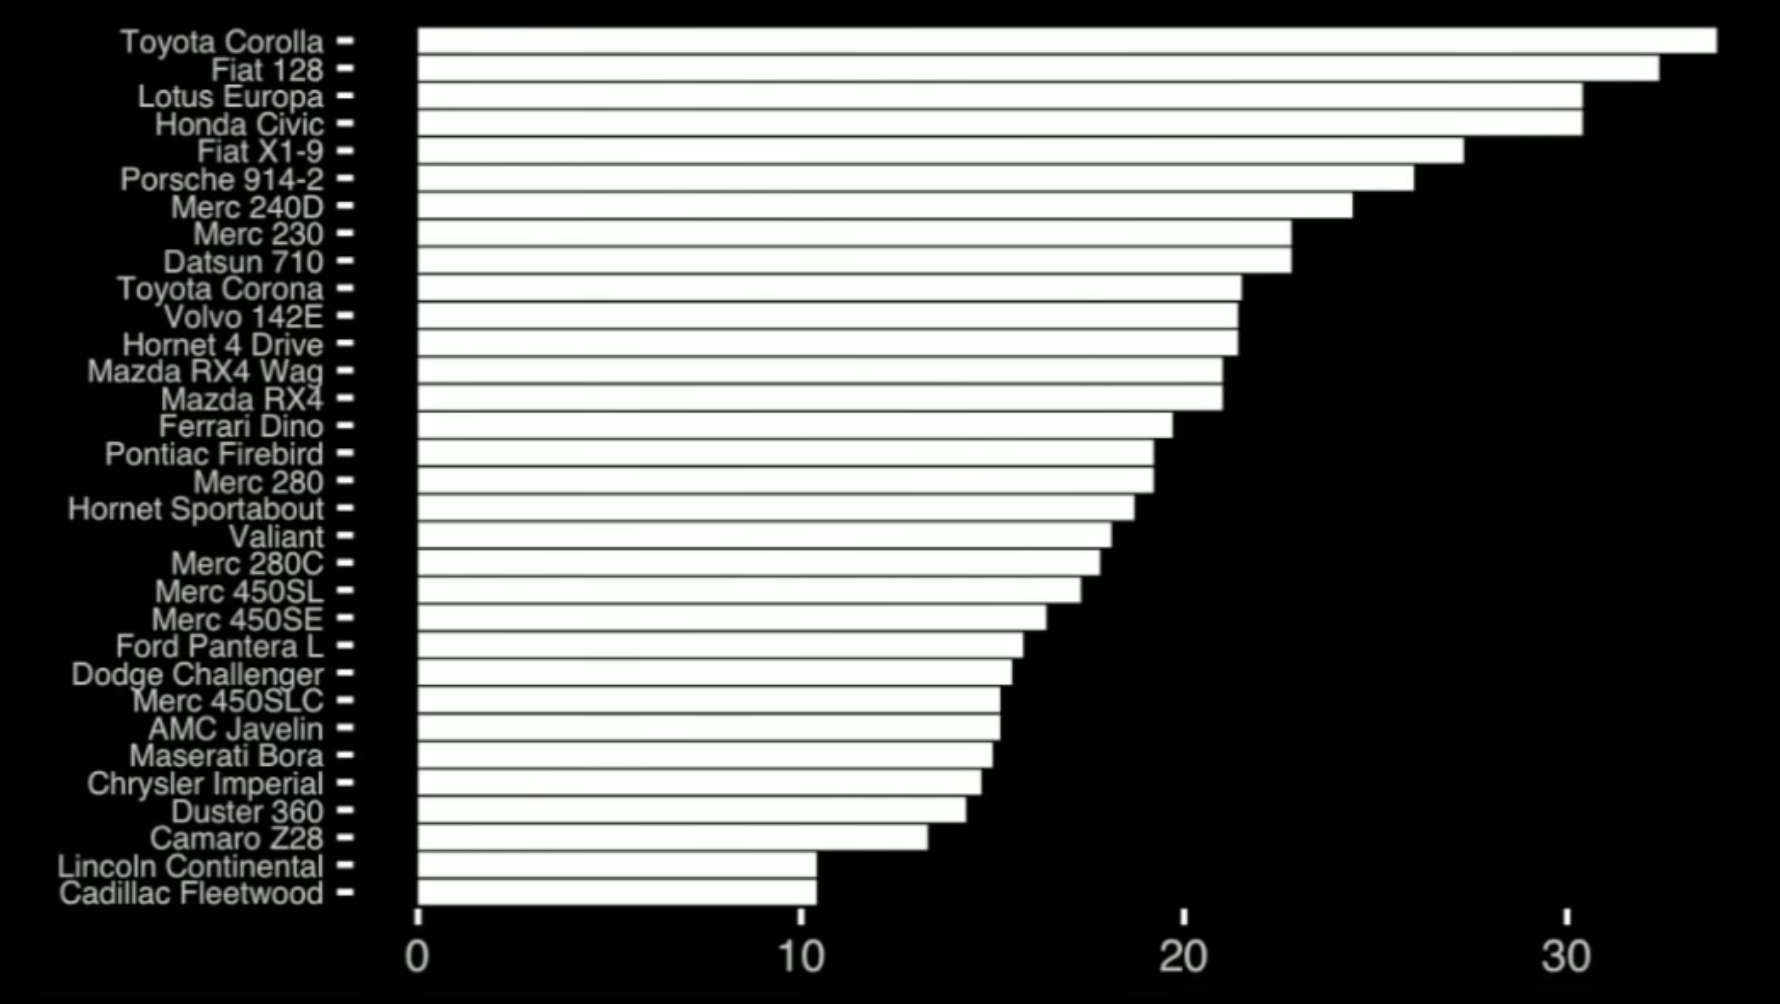 Toyota Corolla
Fiat 128
Lotus Europa
Honda Civic
Fiat X1-9
Porsche 914-2
Merc 240D
Merc 230
Datsun 710
Toyota Corona
Volvo 142E
Hornet 4 Drive
Mazda RX4 Wag
Mazda RX4
Ferrari Dino
Pontiac Firebird
Merc 280
Hornet Sportabout
Valiant
Merc 280C
Merc 450SL
Merc 450SE
Ford Pantera L
Dodge Challenger
Merc 450SLC
AMC Javelin
Maserati Bora
Chrysler Imperial
Duster 360
Camaro Z28
Lincoln Continental
Cadillac Fleetwood
0 10 20 30